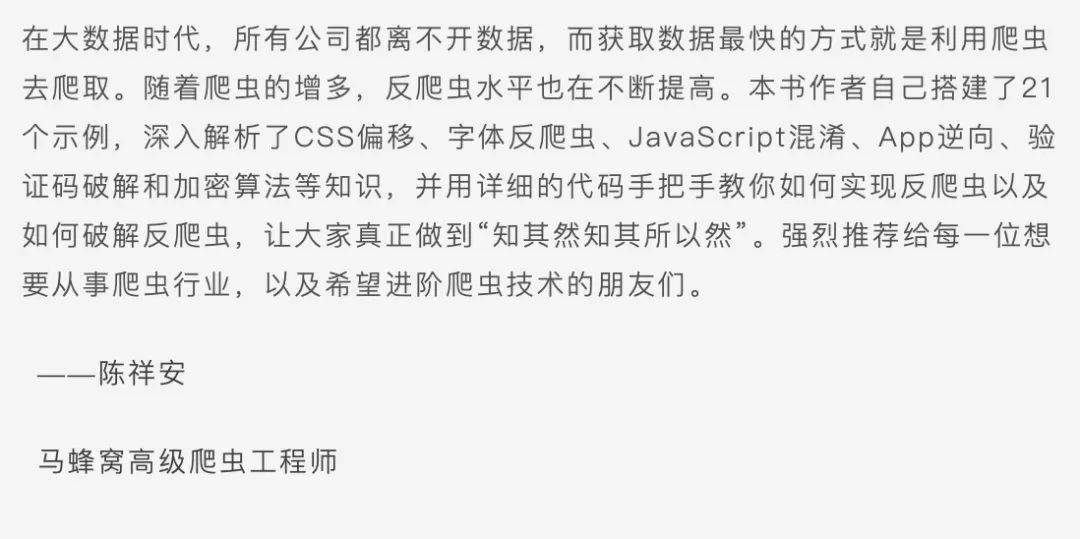 在大数据时代，所有公司都离不开数据，而获取数据最快的方式就是利用爬虫
去爬取。随着爬虫的增多，反爬虫水平也在不断提高。本书作者自己搭建了21
个示例，深入解析了CSS偏移、字体反爬虫、JavaScript混淆、App逆向、验
证码破解和加密算法等知识，并用详细的代码手把手教你如何实现反爬虫以及
如何破解反爬虫，让大家真正做到“知其然知其所以然”。强烈推荐给每一位想
要从事爬虫行业，以及希望进阶爬虫技术的朋友们。
——陈祥安
马蜂窝高级爬虫工程师